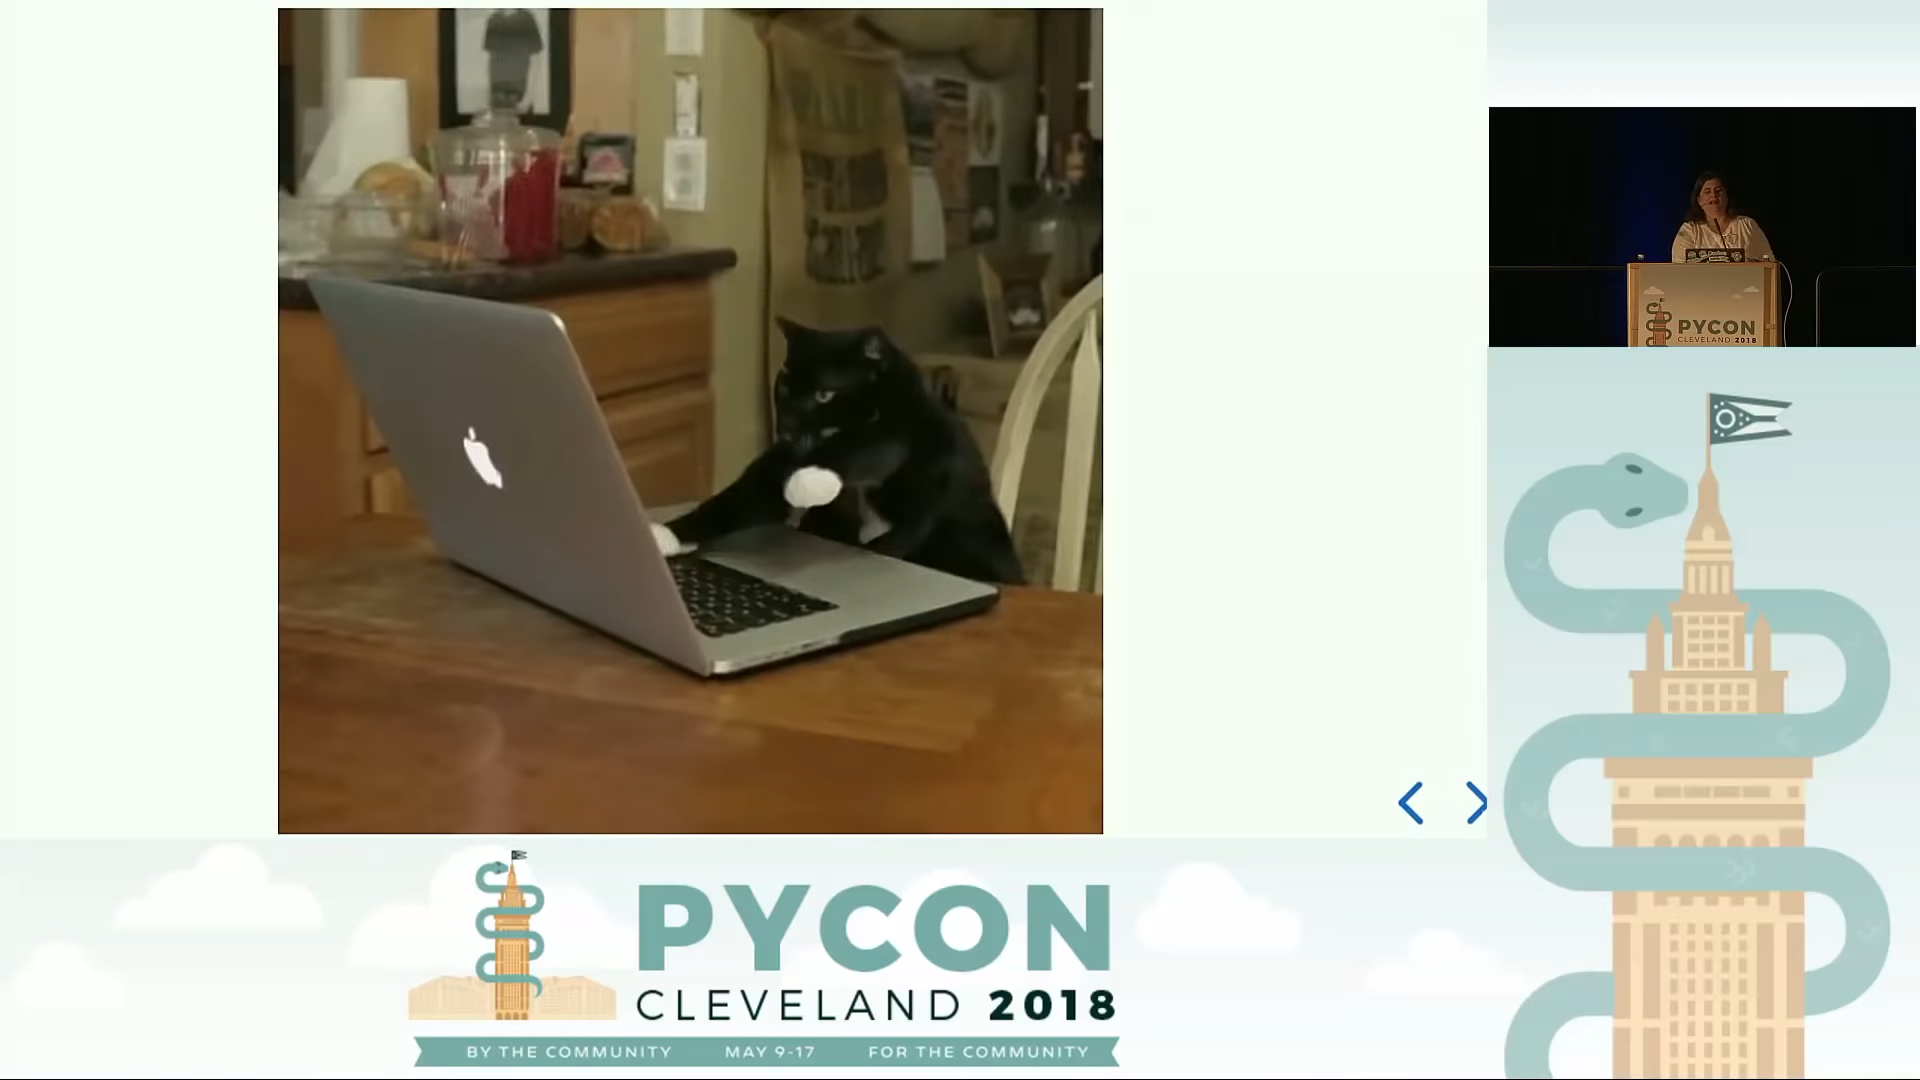 PYCON
CLEVELAND 2018
PYCON
CLEVELAND 2018
BY THE COMMUNITY MAY 9-17 FOR THE COMMUNITY